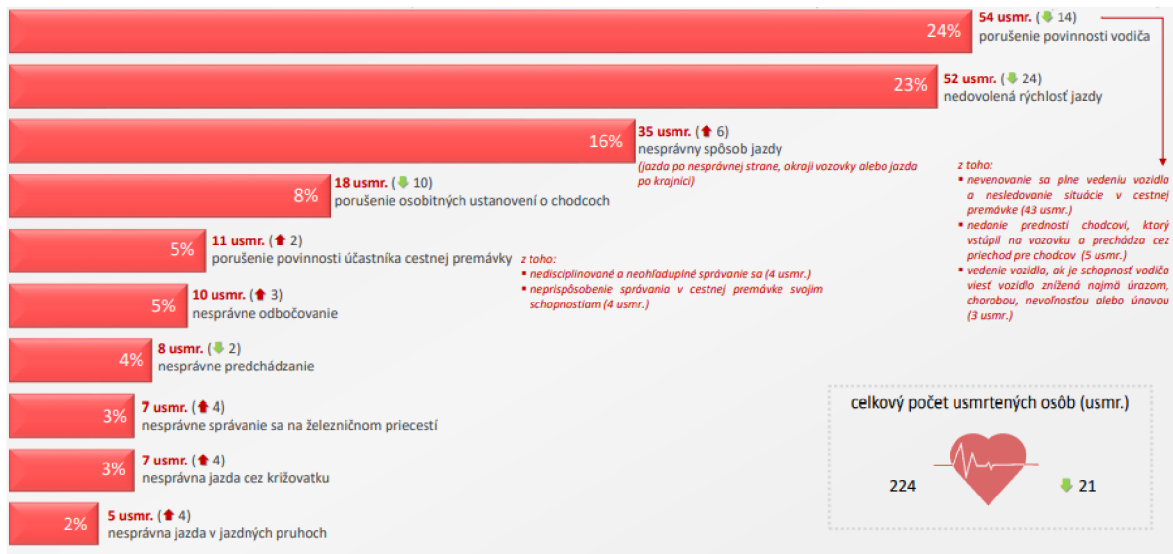 24%
54 usmr. (🡇 14)
porušenie povinnosti vodiča
23%
52 usmr. (🡇 24)
nedovolená rýchlosť jazdy
16%
35 usmr. (🡅 6)
nesprávny spôsob jazdy
(jazda po nesprávnej strane, okraji vozovky alebo jazda
po krajnici)
8%
18 usmr. (🡇 10)
porušenie osobitných ustanovení o chodcoch
5%
11 usmr. (🡅 2)
porušenie povinnosti účastníka cestnej premávky
z toho:
▪ nedisciplinované a neohľaduplné správanie sa (4 usmr.)
▪ neprispôsobenie správania v cestnej premávke svojim
schopnostiam (4 usmr.)
z toho:
▪ nevenovanie sa plne vedeniu vozidla
a nesledovanie situácie v cestnej
premávke (43 usmr.)
▪ nedanie prednosti chodcovi, ktorý
vstúpil na vozovku a prechádza cez
priechod pre chodcov (5 usmr.)
▪ vedenie vozidla, ak je schopnosť vodiča
viesť vozidlo znížená najmä úrazom,
chorobou, nevoľnosťou alebo únavou
(3 usmr.)
5%
10 usmr. (🡅 3)
nesprávne odbočovanie
4%
8 usmr. (🡇 2)
nesprávne predchádzanie
3%
7 usmr. (🡅 4)
nesprávne správanie sa na železničnom priecestí
3%
7 usmr. (🡅 4)
nesprávna jazda cez križovatku
2%
5 usmr. (🡅 4)
nesprávna jazda v jazdných pruhoch
celkový počet usmrtených osôb (usmr.)
224
🡇 21